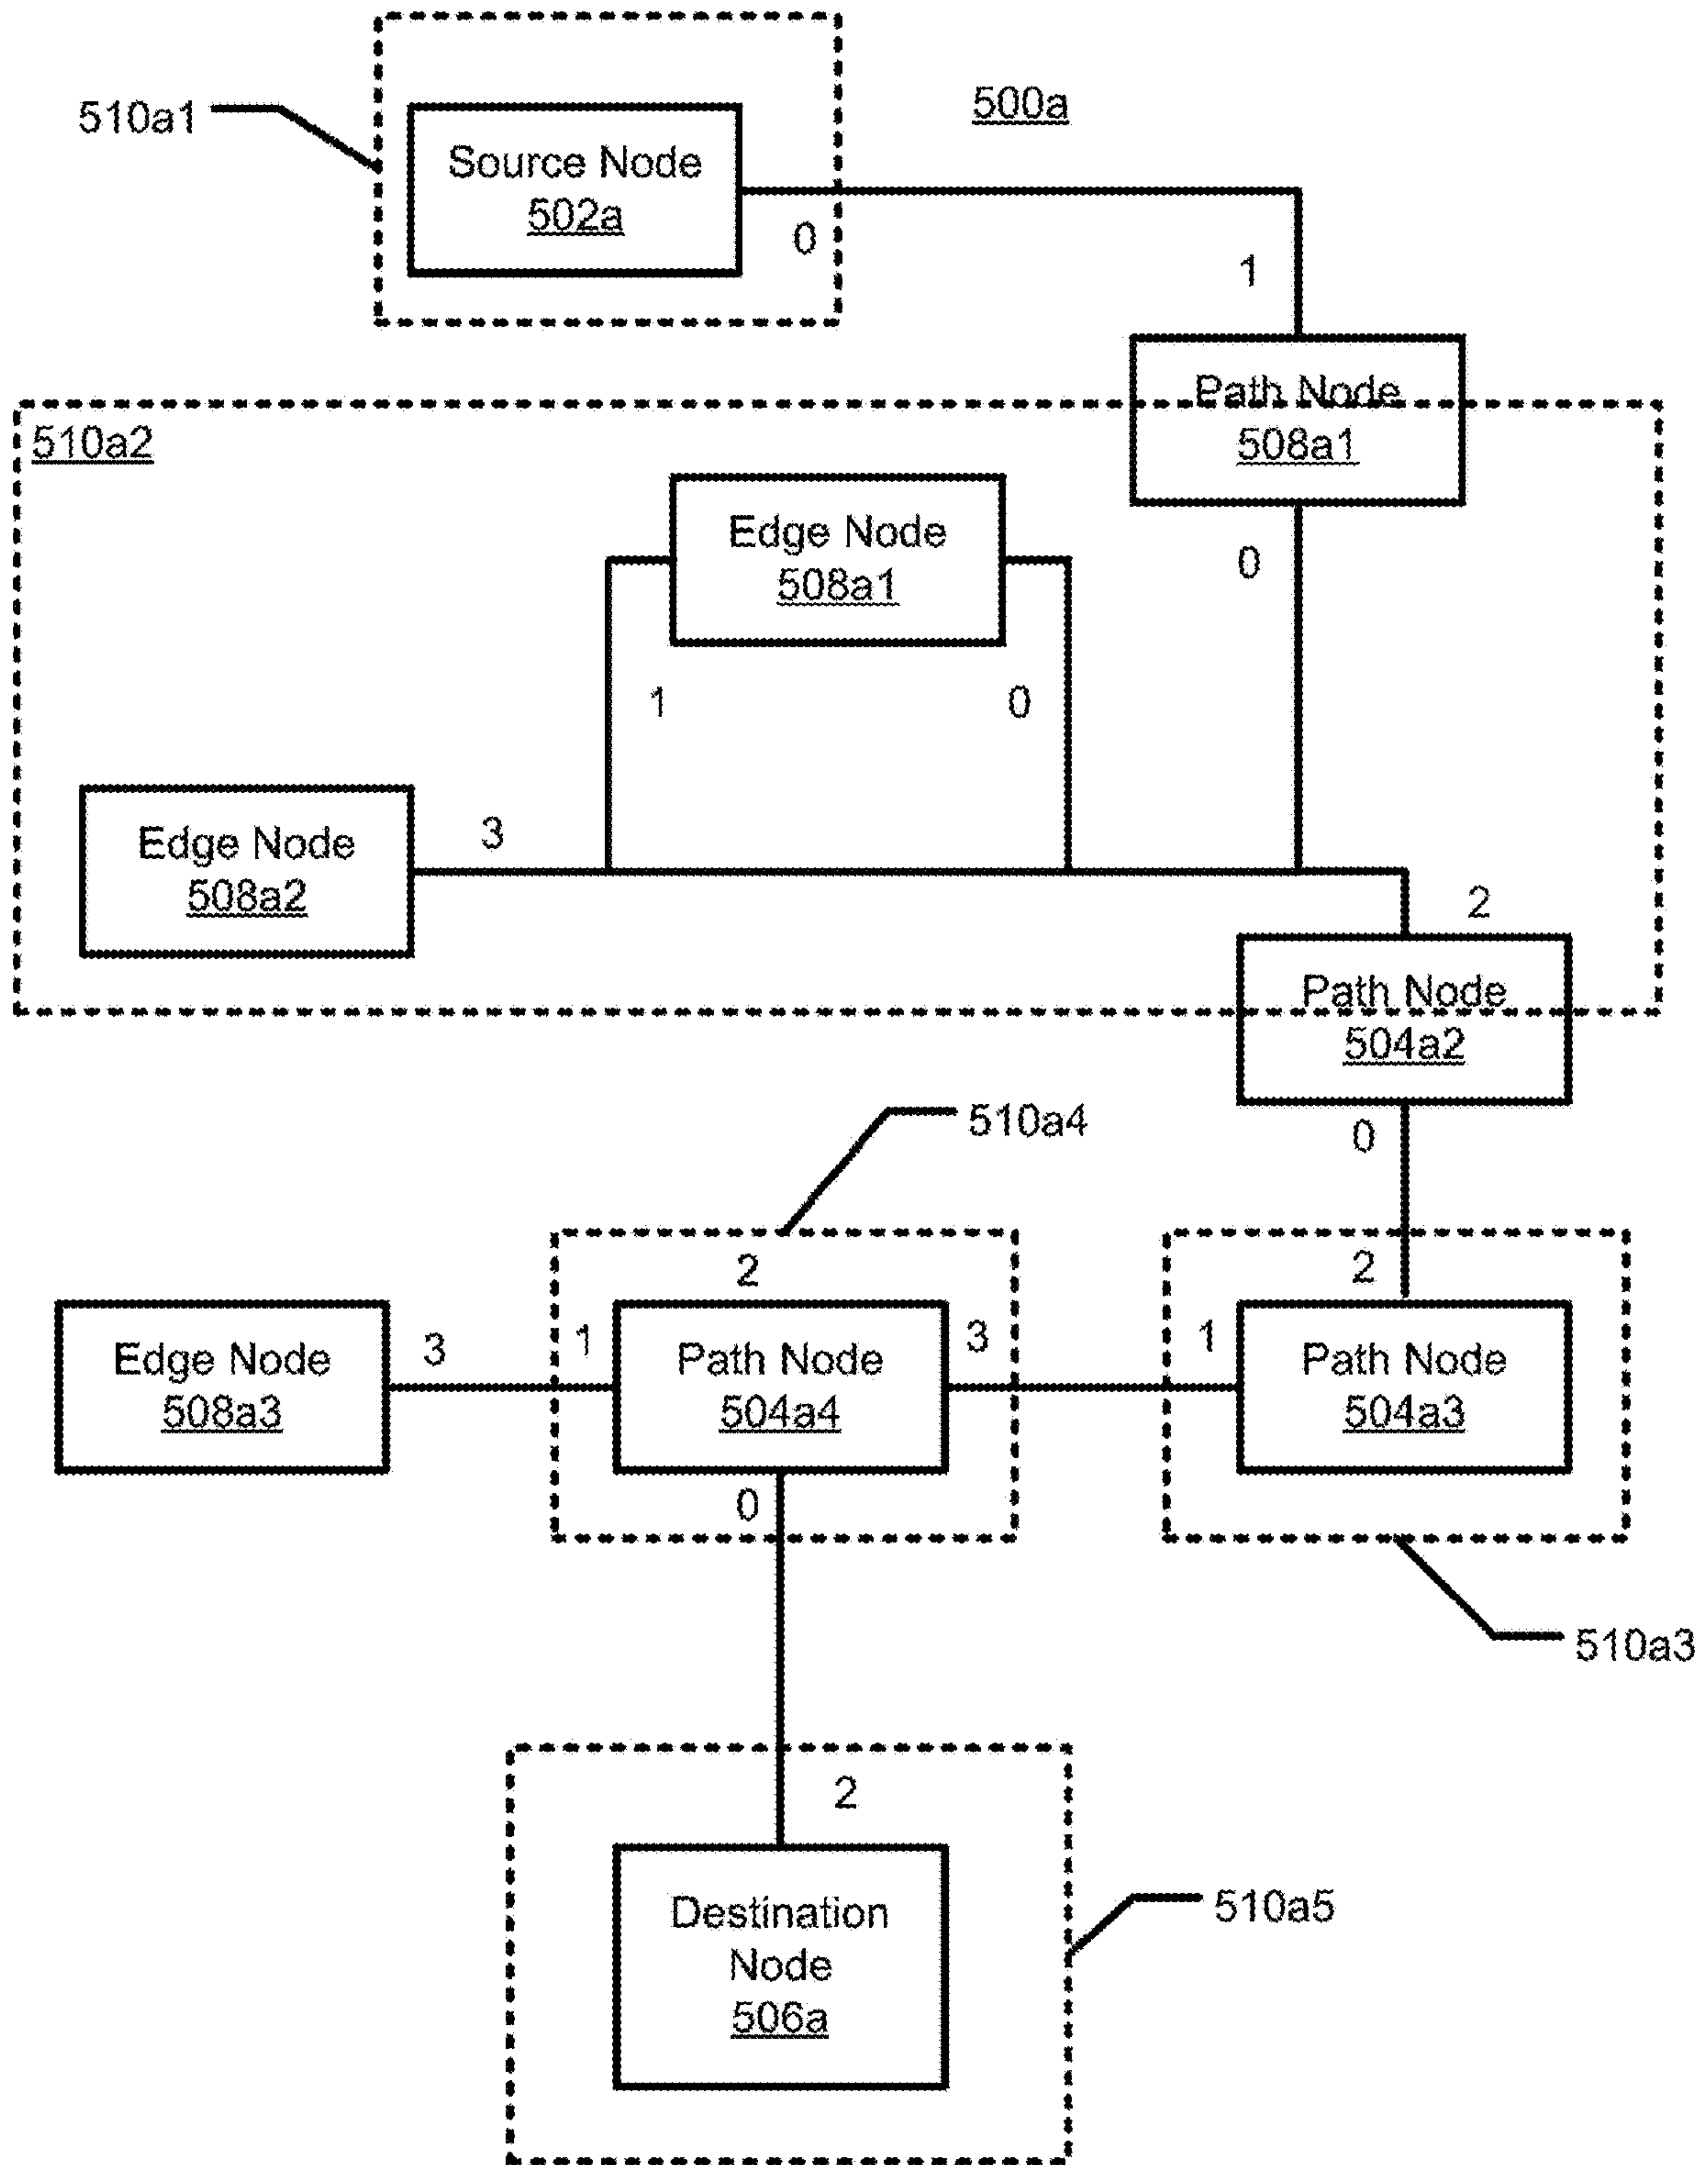 510a1
500a
Source Node
502a
0
1
Path Node
508a1
510a2
Edge Node
508a1
0
1
0
Edge Node
508a2
3
2
Path Node
504a2
0
510a4
2
2
Edge Node
508a3
3
1
Path Node
504a4
3
1
Path Node
504a3
0
510a3
2
Destination
Node
506a
510a5